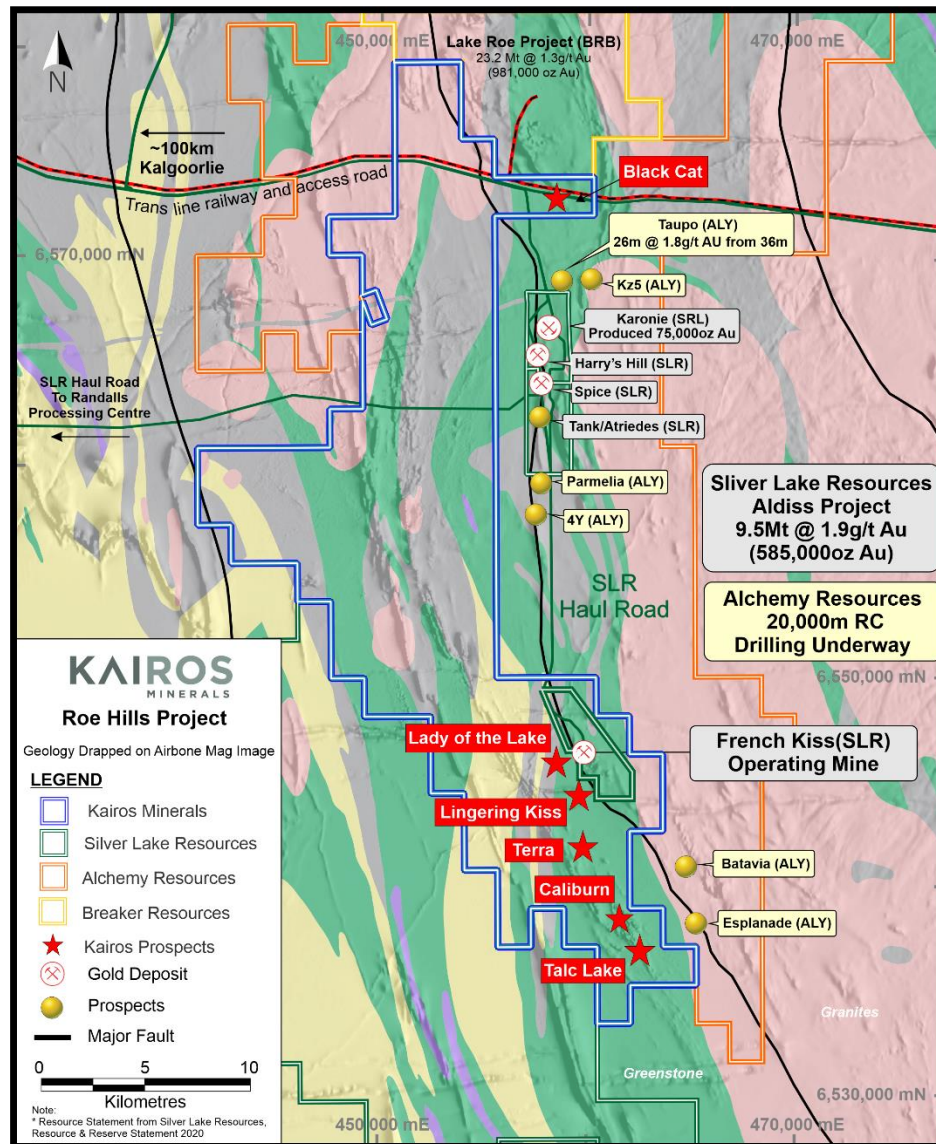 450,000 mE
470,000 mE
Lake Roe Project (BRB)
23.2 Mt @ 1.3g/t Au
(981,000 oz Au)
N
~100km
Kalgoorlie
Trans line railway and access road
Black Cat
Taupo (ALY)
26m @ 1.8g/t AU from 36m
6,570,000 mN
Kz5 (ALY)
Karonie (SRL)
Produced 75,000oz Au
Harry's Hill (SLR)
Spice (SLR)
SLR Haul Road
To Randalls
Processing Centre
Tank/Atriedes (SLR)
Parmelia (ALY)
4Y (ALY)
Sliver Lake Resources
Aldiss Project
9.5Mt @ 1.9g/t Au
(585,000oz Au)
SLR
Haul Road
Alchemy Resources
20,000m RC
Drilling Underway
6,550,000 mN
KAIROS
MINERALS
Roe Hills Project
Geology Drapped on Airbone Mag Image
LEGEND
Kairos Minerals
Silver Lake Resources
Alchemy Resources
Breaker Resources
Kairos Prospects
Gold Deposit
Prospects
Major Fault
0 5 10
Kilometres
Note:
* Resource Statement from Silver Lake Resources,
Resource & Reserve Statement 2020
Lady of the Lake
French Kiss(SLR)
Operating Mine
Lingering Kiss
Terra
Batavia (ALY)
Caliburn
Esplanade (ALY)
Talc Lake
Granites
Greenstone
6,530,000 mN
450,000 mE
470,000 mE